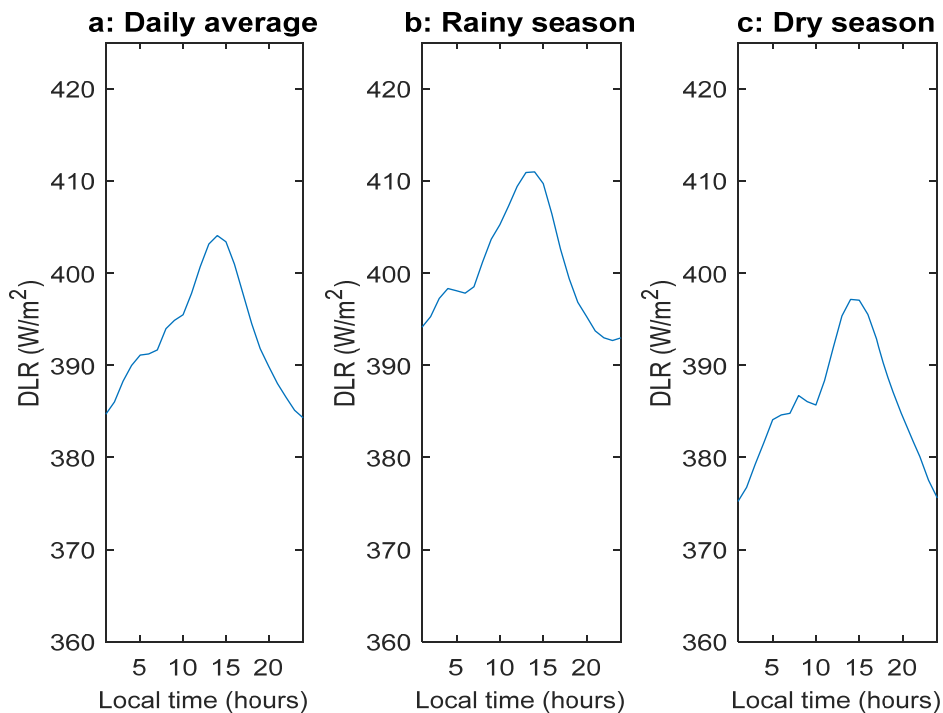 a: Daily average
420
410
400
390
380
370
360
DLR (W/m²)
5 10 15 20
Local time (hours)
b: Rainy season
420
410
400
390
380
370
360
DLR (W/m²)
5 10 15 20
Local time (hours)
c: Dry season
420
410
400
390
380
370
360
DLR (W/m²)
5 10 15 20
Local time (hours)